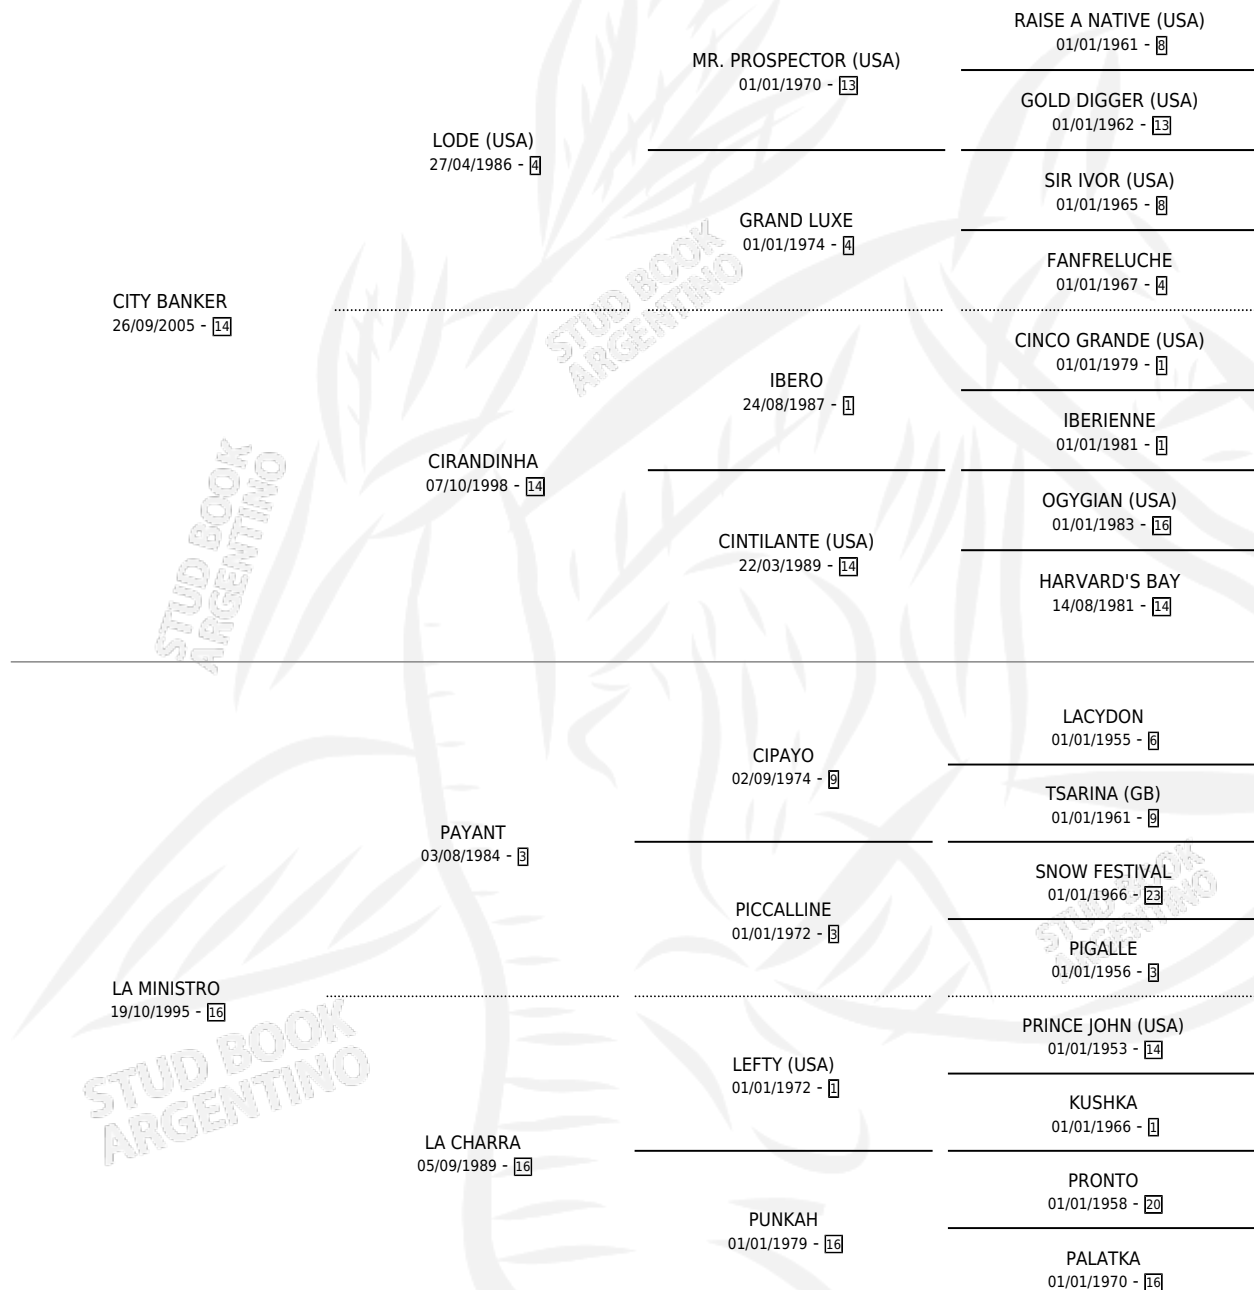 RAISE A NATIVE (USA)
01/01/1961 - 8
MR. PROSPECTOR (USA)
01/01/1970 - 13
GOLD DIGGER (USA)
01/01/1962 - 13
LODE (USA)
27/04/1986 - 4
SIR IVOR (USA)
01/01/1965 - 8
GRAND LUXE
01/01/1974 - 4
FANFRELUCHE
01/01/1967 - 4
CITY BANKER
26/09/2005 - 14
CINCO GRANDE (USA)
01/01/1979 - 1
IBERO
24/08/1987 - 1
IBERIENNE
01/01/1981 - 1
CIRANDINHA
07/10/1998 - 14
OGYGIAN (USA)
01/01/1983 - 16
CINTILANTE (USA)
22/03/1989 - 14
HARVARD'S BAY
14/08/1981 - 14
LACYDON
01/01/1955 - 6
CIPAYO
02/09/1974 - 9
TSARINA (GB)
01/01/1961 - 9
PAYANT
03/08/1984 - 3
SNOW FESTIVAL
01/01/1966 - 23
PICCALLINE
01/01/1972 - 3
PIGALLE
01/01/1956 - 3
LA MINISTRO
19/10/1995 - 16
PRINCE JOHN (USA)
01/01/1953 - 14
LEFTY (USA)
01/01/1972 - 1
KUSHKA
01/01/1966 - 1
LA CHARRA
05/09/1989 - 16
PRONTO
01/01/1958 - 20
PUNKAH
01/01/1979 - 16
PALATKA
01/01/1970 - 16
STUD BOOK
ARGENTINO
STUD BOOK
ARGENTINO
STUD BOOK
ARGENTINO
STUD BOOK
ARGENTINO